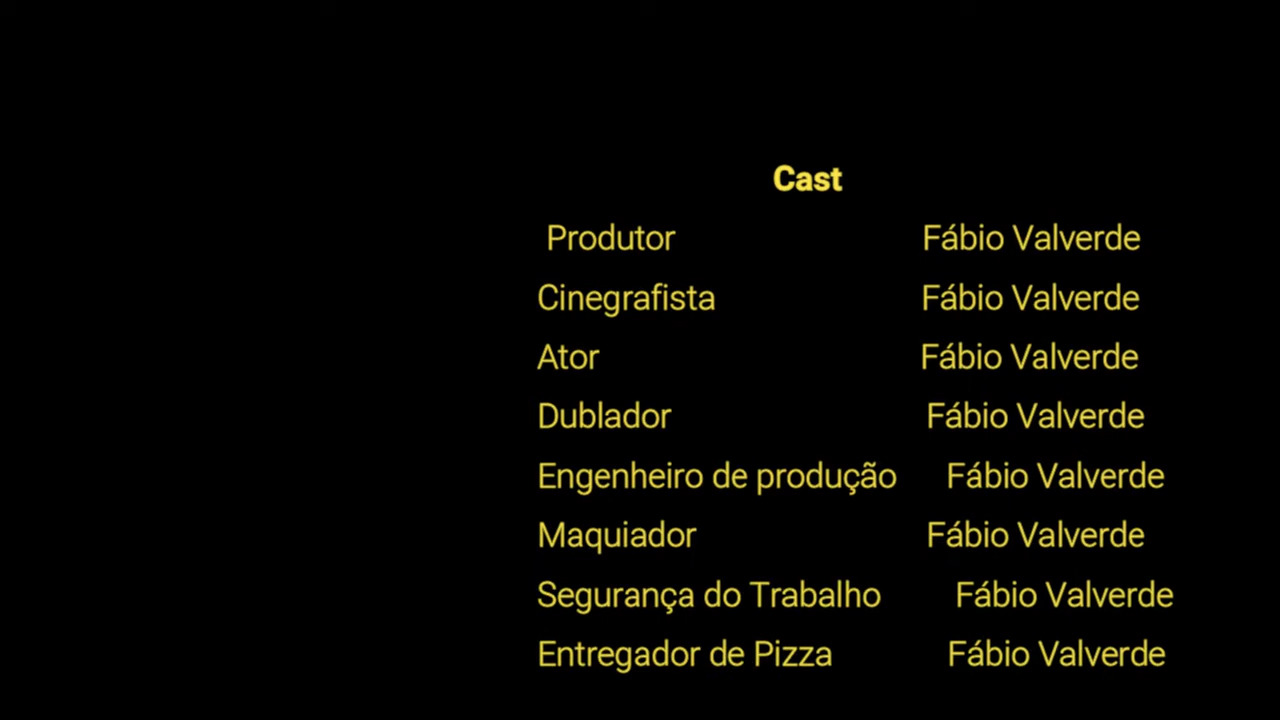 Cast
Produtor Fábio Valverde
Cinegrafista Fábio Valverde
Ator Fábio Valverde
Dublador Fábio Valverde
Engenheiro de produção Fábio Valverde
Maquiador Fábio Valverde
Segurança do Trabalho Fábio Valverde
Entregador de Pizza Fábio Valverde